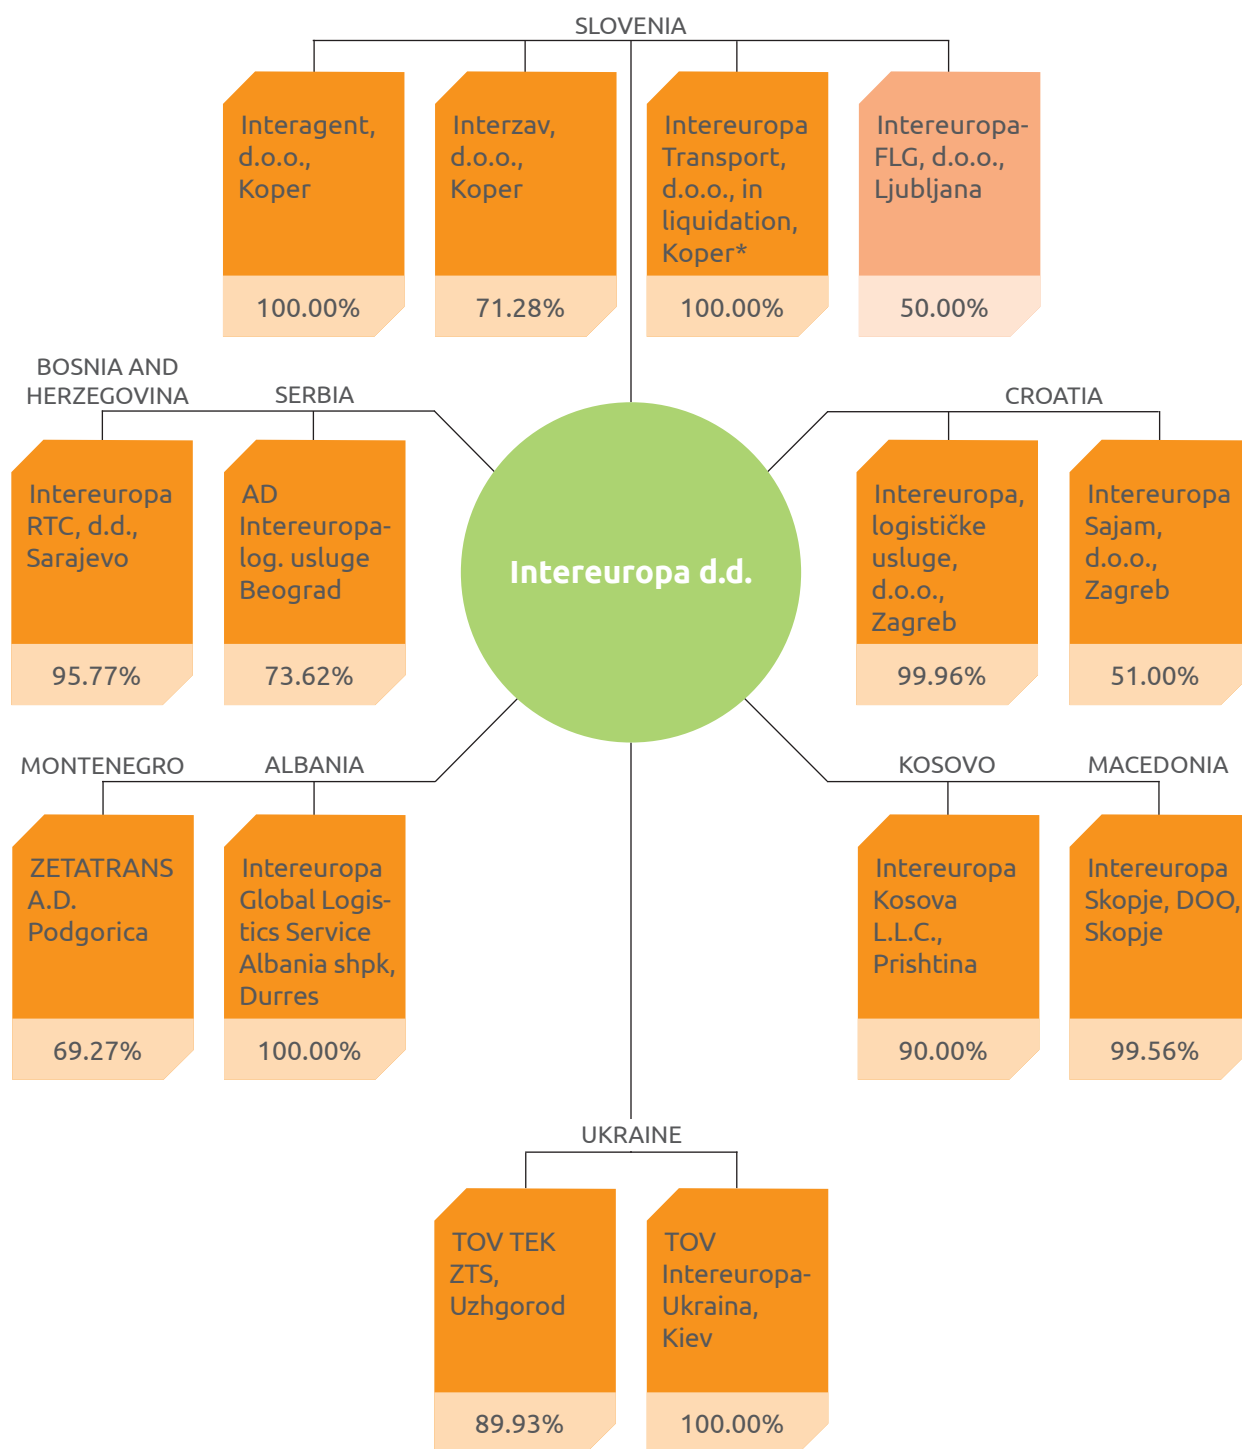 SLOVENIA
Interagent,
d.o.o.,
Koper
100.00%
Interzav,
d.o.o.,
Koper
71.28%
Intereuropa
Transport,
d.o.o., in
liquidation,
Koper*
100.00%
Intereuropa-
FLG, d.o.o.,
Ljubljana
50.00%
BOSNIA AND
HERZEGOVINA
Intereuropa
RTC, d.d.,
Sarajevo
95.77%
SERBIA
AD
Intereuropa-
log. usluge
Beograd
73.62%
Intereuropa d.d.
CROATIA
Intereuropa,
logističke
usluge,
d.o.o.,
Zagreb
99.96%
Intereuropa
Sajam,
d.o.o.,
Zagreb
51.00%
MONTENEGRO
ZETATRANS
A.D.
Podgorica
69.27%
ALBANIA
Intereuropa
Global Logis-
tics Service
Albania shpk,
Durres
100.00%
KOSOVO
Intereuropa
Kosova
L.L.C.,
Prishtina
90.00%
MACEDONIA
Intereuropa
Skopje, DOO,
Skopje
99.56%
UKRAINE
TOV TEK
ZTS,
Uzhgorod
89.93%
TOV
Intereuropa-
Ukraina,
Kiev
100.00%